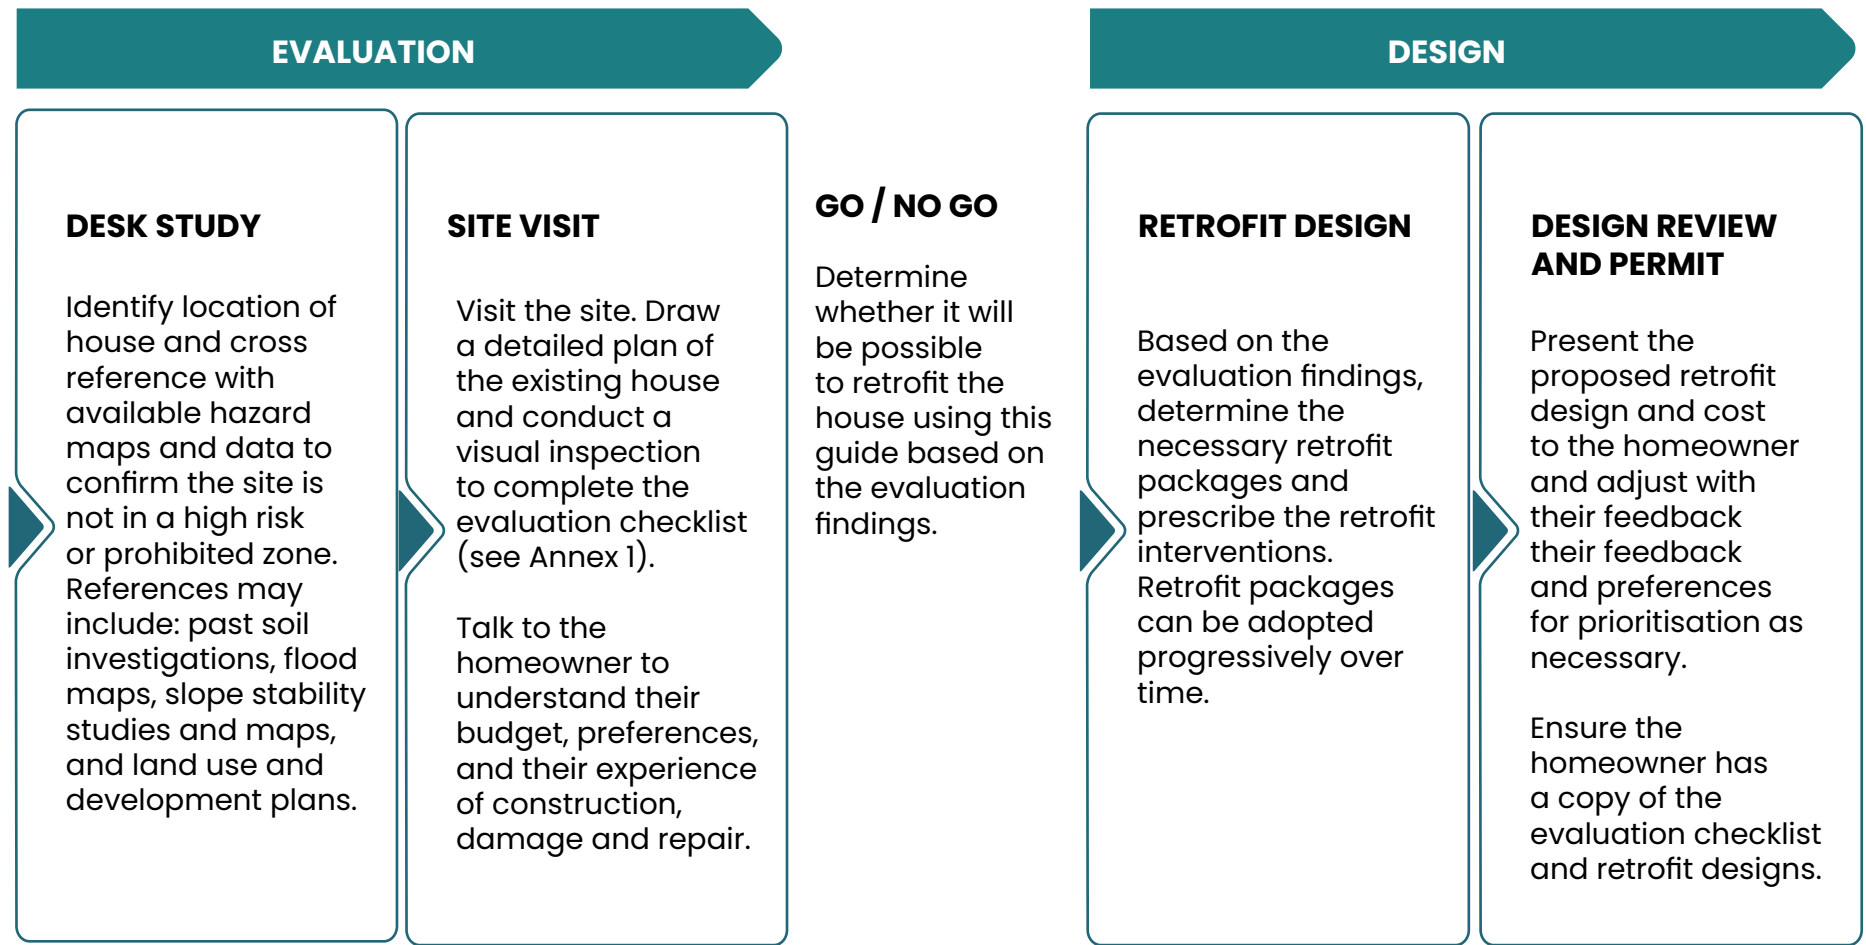 EVALUATION
DESIGN
DESK STUDY
Identify location of
house and cross
reference with
available hazard
maps and data to
confirm the site is
not in a high risk
or prohibited zone.
References may
include: past soil
investigations, flood
maps, slope stability
studies and maps,
and land use and
development plans.
SITE VISIT
Visit the site. Draw
a detailed plan of
the existing house
and conduct a
visual inspection
to complete the
evaluation checklist
(see Annex 1).
Talk to the
homeowner to
understand their
budget, preferences,
and their experience
of construction,
damage and repair.
GO / NO GO
Determine
whether it will
be possible
to retrofit the
house using this
guide based on
the evaluation
findings.
RETROFIT DESIGN
Based on the
evaluation findings,
determine the
necessary retrofit
packages and
prescribe the retrofit
interventions.
Retrofit packages
can be adopted
progressively over
time.
DESIGN REVIEW
AND PERMIT
Present the
proposed retrofit
design and cost
to the homeowner
and adjust with
their feedback
their feedback
and preferences
for prioritisation as
necessary.
Ensure the
homeowner has
a copy of the
evaluation checklist
and retrofit designs.